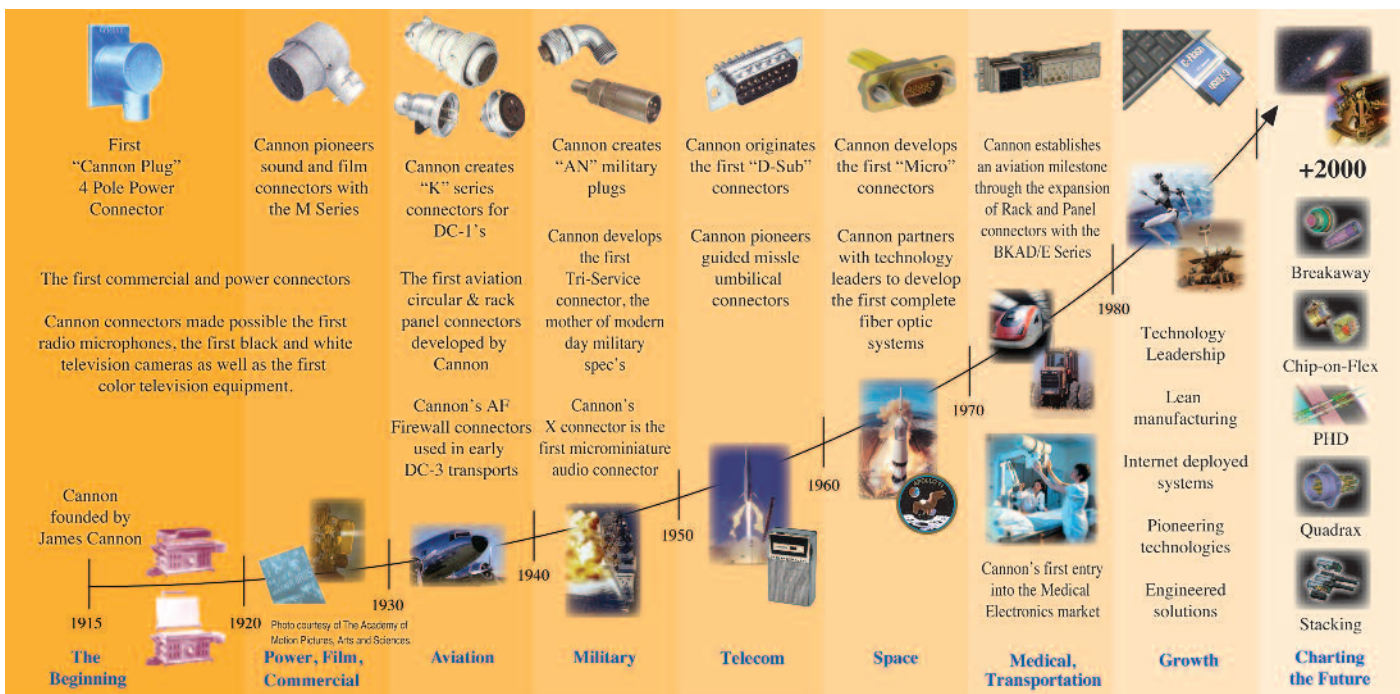 First
“Cannon Plug”
4 Pole Power
Connector
Cannon pioneers
sound and film
connectors with
the M Series
The first commercial and power connectors
Cannon connectors made possible the first
radio microphones, the first black and white
television cameras as well as the first
color television equipment.
Cannon
founded by
James Cannon
1915
The
Beginning
1920
Photo courtesy of The Academy of
Motion Pictures, Arts and Sciences.
Power, Film,
Commercial
Cannon creates
“K” series
connectors for
DC-1’s
The first aviation
circular & rack
panel connectors
developed by
Cannon
Cannon’s AF
Firewall connectors
used in early
DC-3 transports
1930
Aviation
Cannon creates
“AN” military
plugs
Cannon develops
the first
Tri-Service
connector, the
mother of modern
day military
spec’s
Cannon’s
X connector is the
first microminiature
audio connector
1940
Military
Cannon originates
the first “D-Sub”
connectors
Cannon pioneers
guided missle
umbilical
connectors
1950
Telecom
Cannon develops
the first “Micro”
connectors
Cannon partners
with technology
leaders to develop
the first complete
fiber optic
systems
1960
APOLLO 11
Space
Cannon establishes
an aviation milestone
through the expansion
of Rack and Panel
connectors with the
BKAD/E Series
1970
Cannon’s first entry
into the Medical
Electronics market
Medical,
Transportation
C-Flash
1980
Technology
Leadership
Lean
manufacturing
Internet deployed
systems
Pioneering
technologies
Engineered
solutions
Growth
+2000
Breakaway
Chip-on-Flex
PHD
Quadrax
Stacking
Charting
the Future